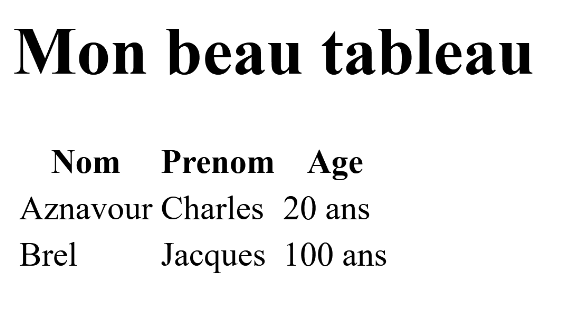 Mon beau tableau
Nom Prenom Age
Aznavour Charles 20 ans
Brel Jacques 100 ans